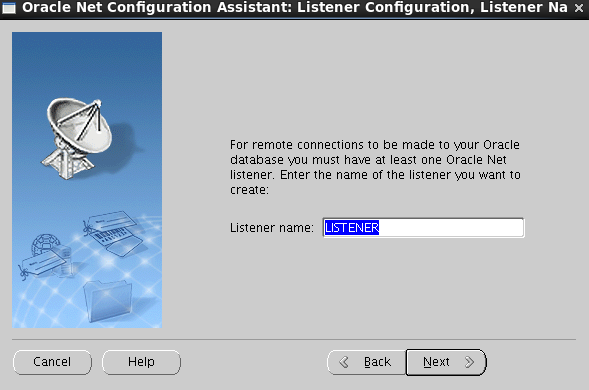 Oracle Net Configuration Assistant: Listener Configuration, Listener Na
For remote connections to be made to your Oracle
database you must have at least one Oracle Net
listener. Enter the name of the listener you want to
create:
Listener name: LISTENER
Cancel Help Back Next